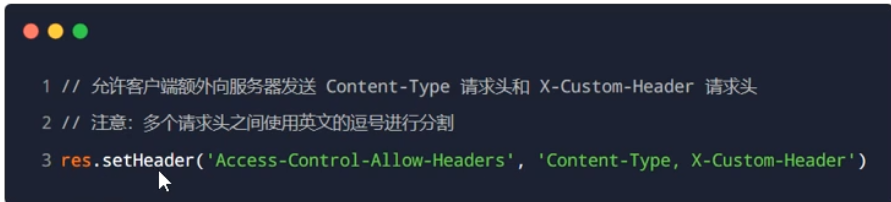 1 // 允许客户端额外向服务器发送 Content-Type 请求头和 X-Custom-Header 请求头
2 // 注意：多个请求头之间使用英文的逗号进行分割
3 res.setHeader('Access-Control-Allow-Headers', 'Content-Type, X-Custom-Header')